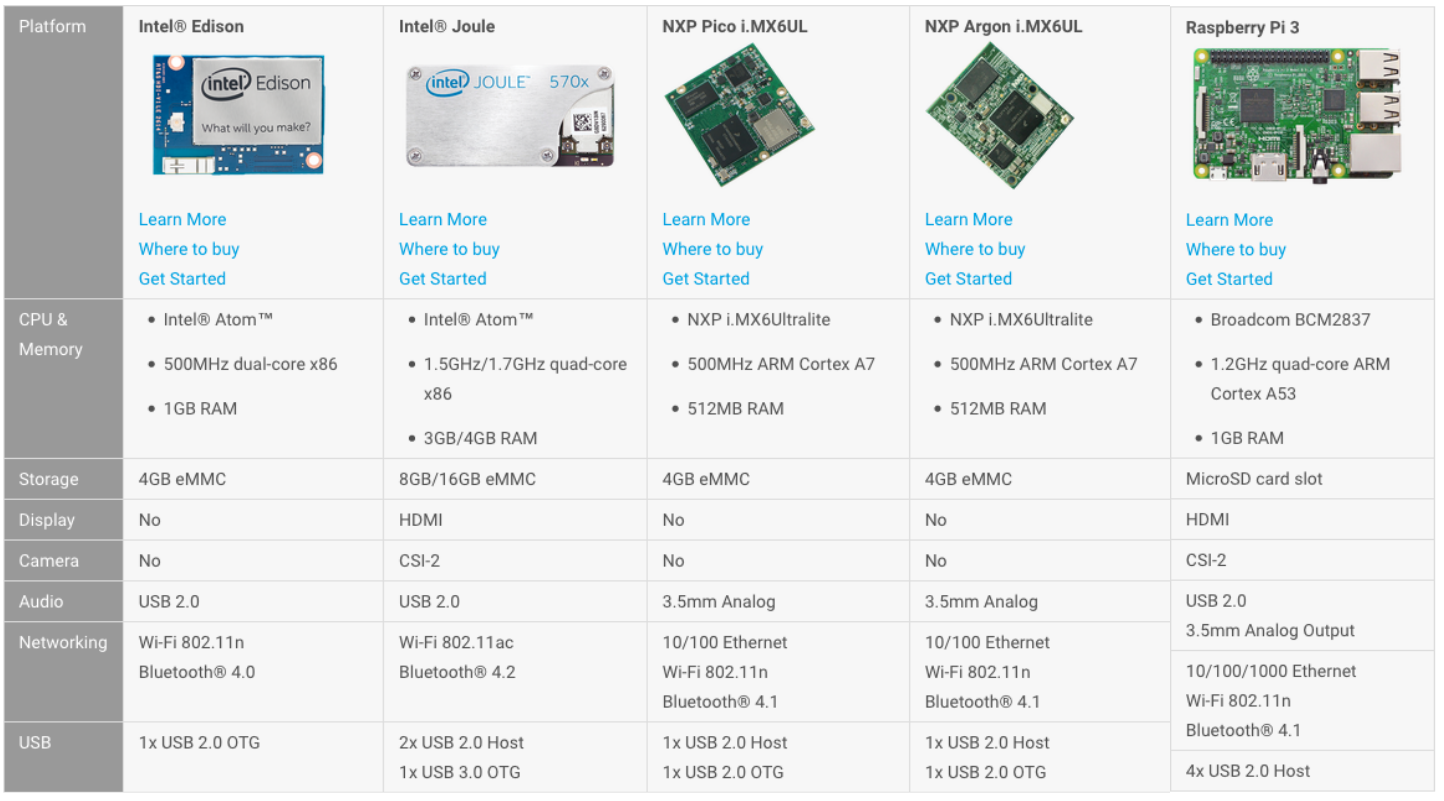 Platform
Intel® Edison
Intel® Joule
NXP Pico i.MX6UL
NXP Argon i.MX6UL
Raspberry Pi 3
intel Edison
What will you make?
intel JOULE™ 570x
HDMI
Learn More
Where to buy
Get Started
Learn More
Where to buy
Get Started
Learn More
Where to buy
Get Started
Learn More
Where to buy
Get Started
Learn More
Where to buy
Get Started
CPU &
Memory
• Intel® Atom™
• 500MHz dual-core x86
• 1GB RAM
• Intel® Atom™
• 1.5GHz/1.7GHz quad-core
x86
• 3GB/4GB RAM
• NXP i.MX6Ultralite
• 500MHz ARM Cortex A7
• 512MB RAM
• NXP i.MX6Ultralite
• 500MHz ARM Cortex A7
• 512MB RAM
• Broadcom BCM2837
• 1.2GHz quad-core ARM
Cortex A53
• 1GB RAM
Storage
4GB eMMC
8GB/16GB eMMC
4GB eMMC
4GB eMMC
MicroSD card slot
Display
No
HDMI
No
No
HDMI
Camera
No
CSI-2
No
No
CSI-2
Audio
USB 2.0
USB 2.0
3.5mm Analog
3.5mm Analog
USB 2.0
3.5mm Analog Output
Networking
Wi-Fi 802.11n
Bluetooth® 4.0
Wi-Fi 802.11ac
Bluetooth® 4.2
10/100 Ethernet
Wi-Fi 802.11n
Bluetooth® 4.1
10/100 Ethernet
Wi-Fi 802.11n
Bluetooth® 4.1
10/100/1000 Ethernet
Wi-Fi 802.11n
Bluetooth® 4.1
USB
1x USB 2.0 OTG
2x USB 2.0 Host
1x USB 3.0 OTG
1x USB 2.0 Host
1x USB 2.0 OTG
1x USB 2.0 Host
1x USB 2.0 OTG
4x USB 2.0 Host